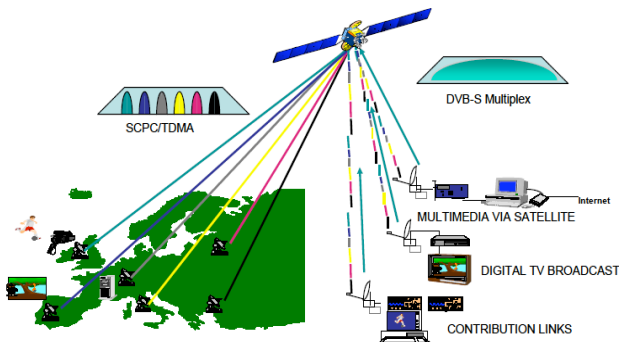 DVB-S Multiplex
SCPC/TDMA
Internet
MULTIMEDIA VIA SATELLITE
DIGITAL TV BROADCAST
CONTRIBUTION LINKS